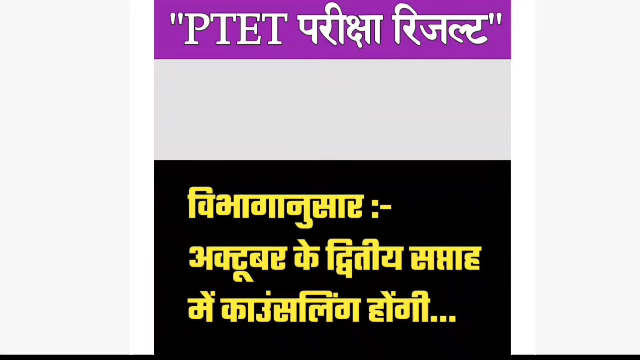 "PTET परीक्षा रिजल्ट"
विभागानुसार :-
अक्टूबर के द्वितीय सप्ताह
में काउंसलिंग होंगी...